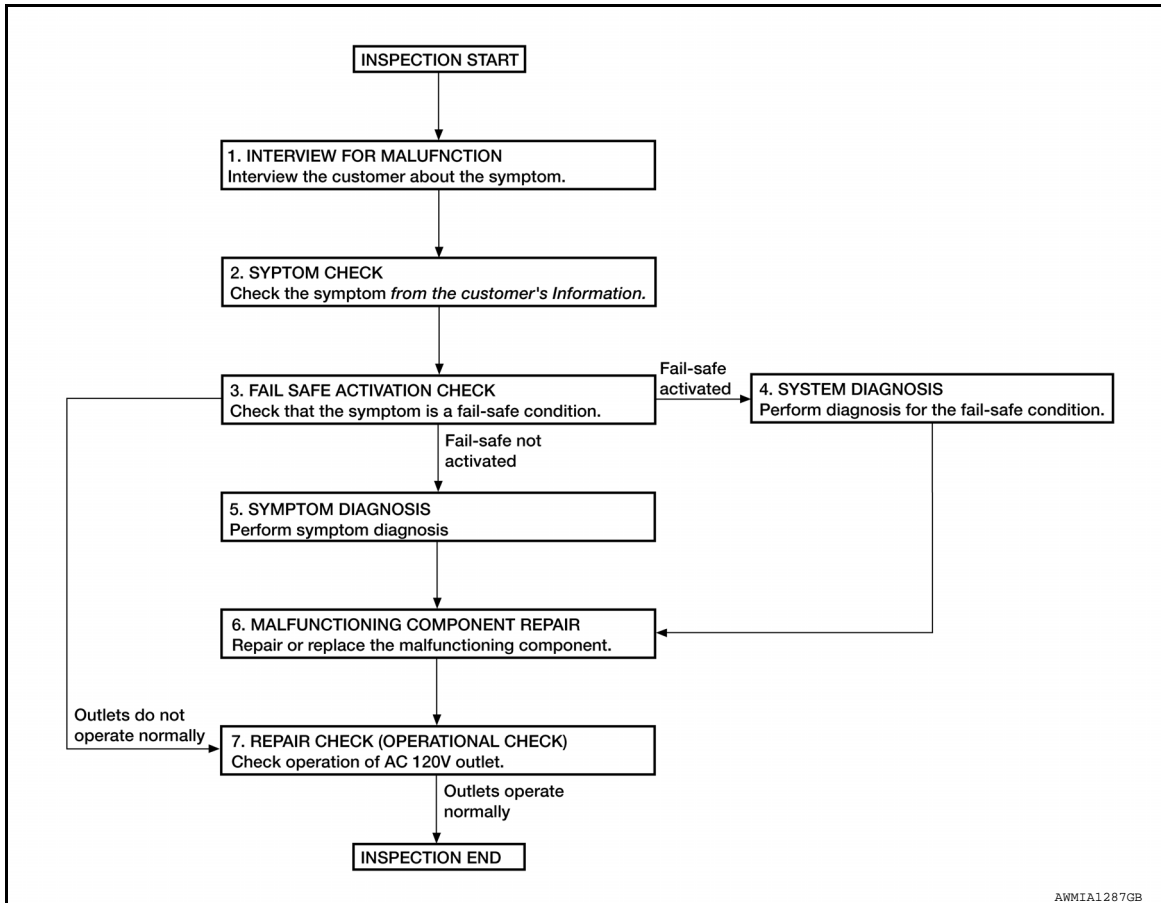 INSPECTION START
1. INTERVIEW FOR MALUFNCTION
Interview the customer about the symptom.
2. SYPTOM CHECK
Check the symptom from the customer's Information.
3. FAIL SAFE ACTIVATION CHECK
Check that the symptom is a fail-safe condition.
Fail-safe
activated
4. SYSTEM DIAGNOSIS
Perform diagnosis for the fail-safe condition.
Fail-safe not
activated
5. SYMPTOM DIAGNOSIS
Perform symptom diagnosis
6. MALFUNCTIONING COMPONENT REPAIR
Repair or replace the malfunctioning component.
Outlets do not
operate normally
7. REPAIR CHECK (OPERATIONAL CHECK)
Check operation of AC 120V outlet.
Outlets operate
normally
INSPECTION END
AWMIA1287GB